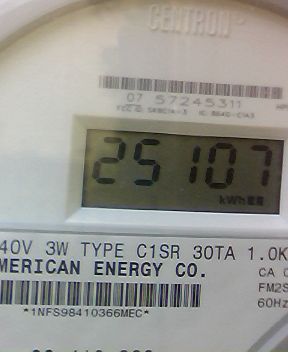 CENTRON®
07 57245311
25107
kWh
40V 3W TYPE C1SR 30TA 1.0K
MERICAN ENERGY CO.
CA 0
FM2S
60Hz
*1NFS98410366MEC*